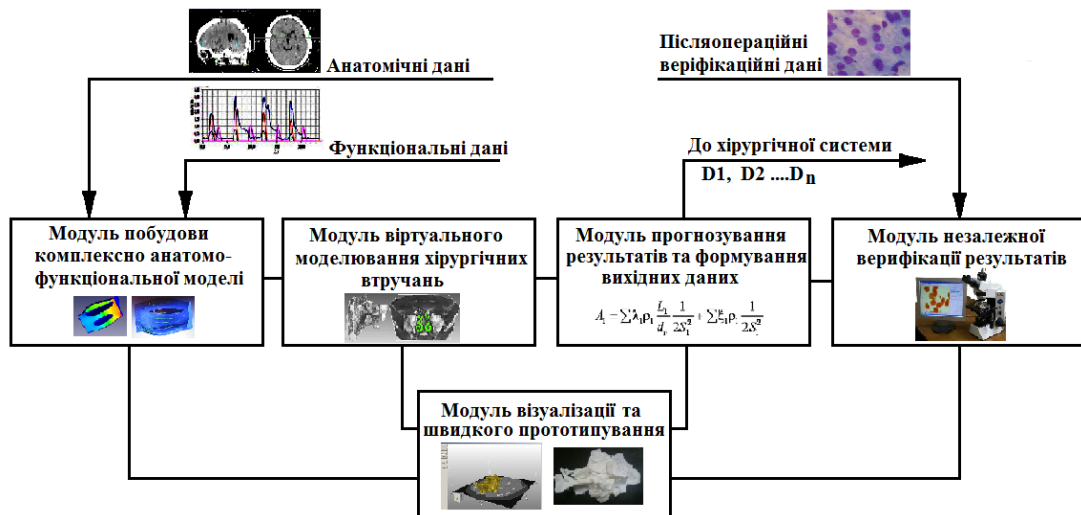 Анатомічні дані
Функціональні дані
Післяопераційні
веріфікаційні дані
До хірургічної системи
D1, D2 ....Dn
Модуль побудови
комплексно анатомо-
функціональної моделі
Модуль віртуального
моделювання хірургічних
втручань
Модуль прогнозування
результатів та формування
вихідних даних
Модуль незалежної
верификації результатів
Модуль візуалізації та
швидкого прототипування